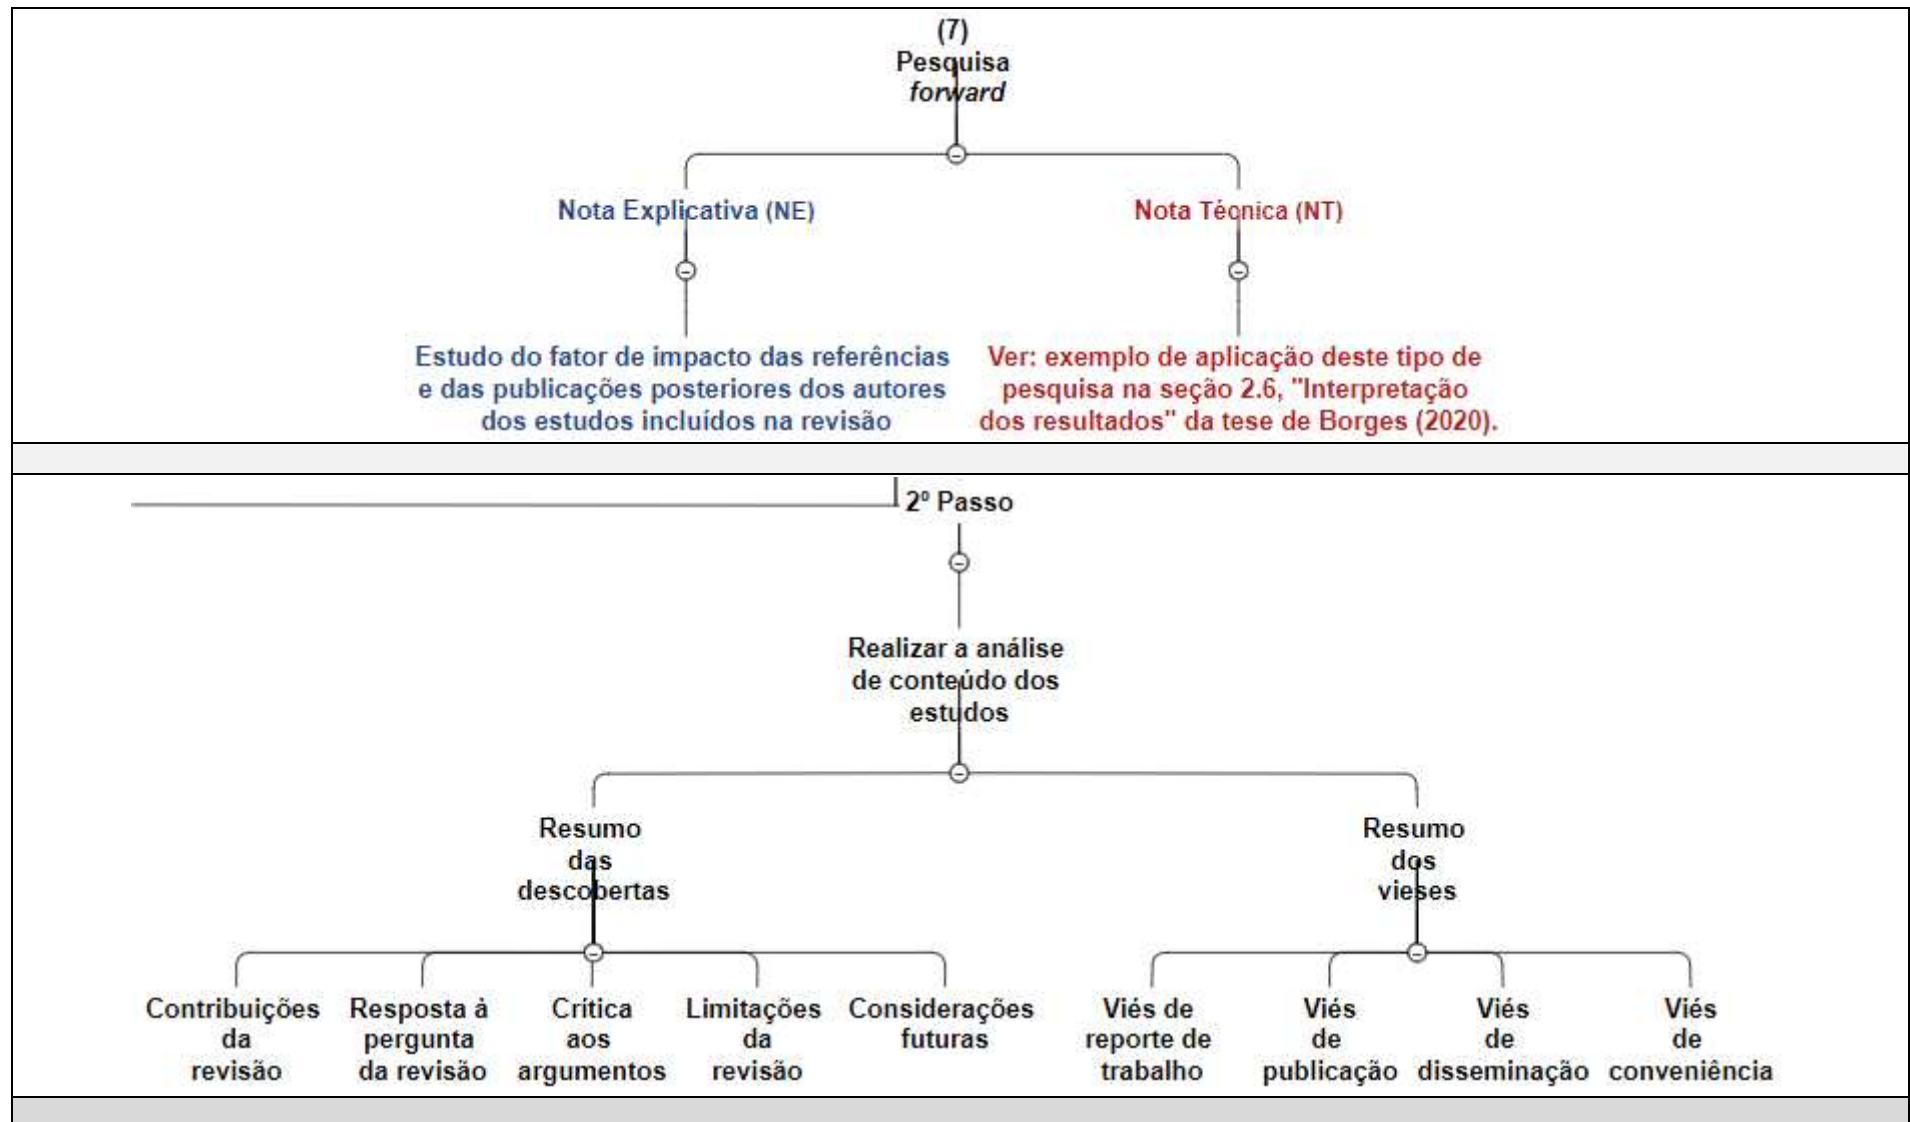 (7)
Pesquisa
forward
Nota Explicativa (NE)
Nota Técnica (NT)
Estudo do fator de impacto das referências
e das publicações posteriores dos autores
dos estudos incluídos na revisão
Ver: exemplo de aplicação deste tipo de
pesquisa na seção 2.6, "Interpretação
dos resultados" da tese de Borges (2020).
2º Passo
Realizar a análise
de conteúdo dos
estudos
Resumo
das
descobertas
Resumo
dos
vieses
Contribuições
da
revisão
Resposta à
pergunta
da revisão
Crítica
aos
argumentos
Limitações
da
revisão
Considerações
futuras
Viés de
reporte de
trabalho
Viés
de
publicação
Viés
de
disseminação
Viés
de
conveniência